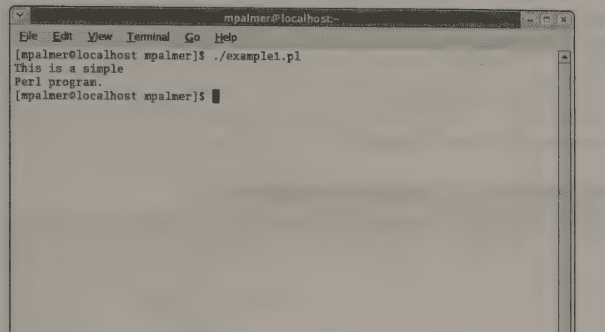 mpalmer@localhost:~
File Edit View Terminal Go Help
[mpalmer@localhost mpalmer]$ ./example1.pl
This is a simple
Perl program.
[mpalmer@localhost mpalmer]$